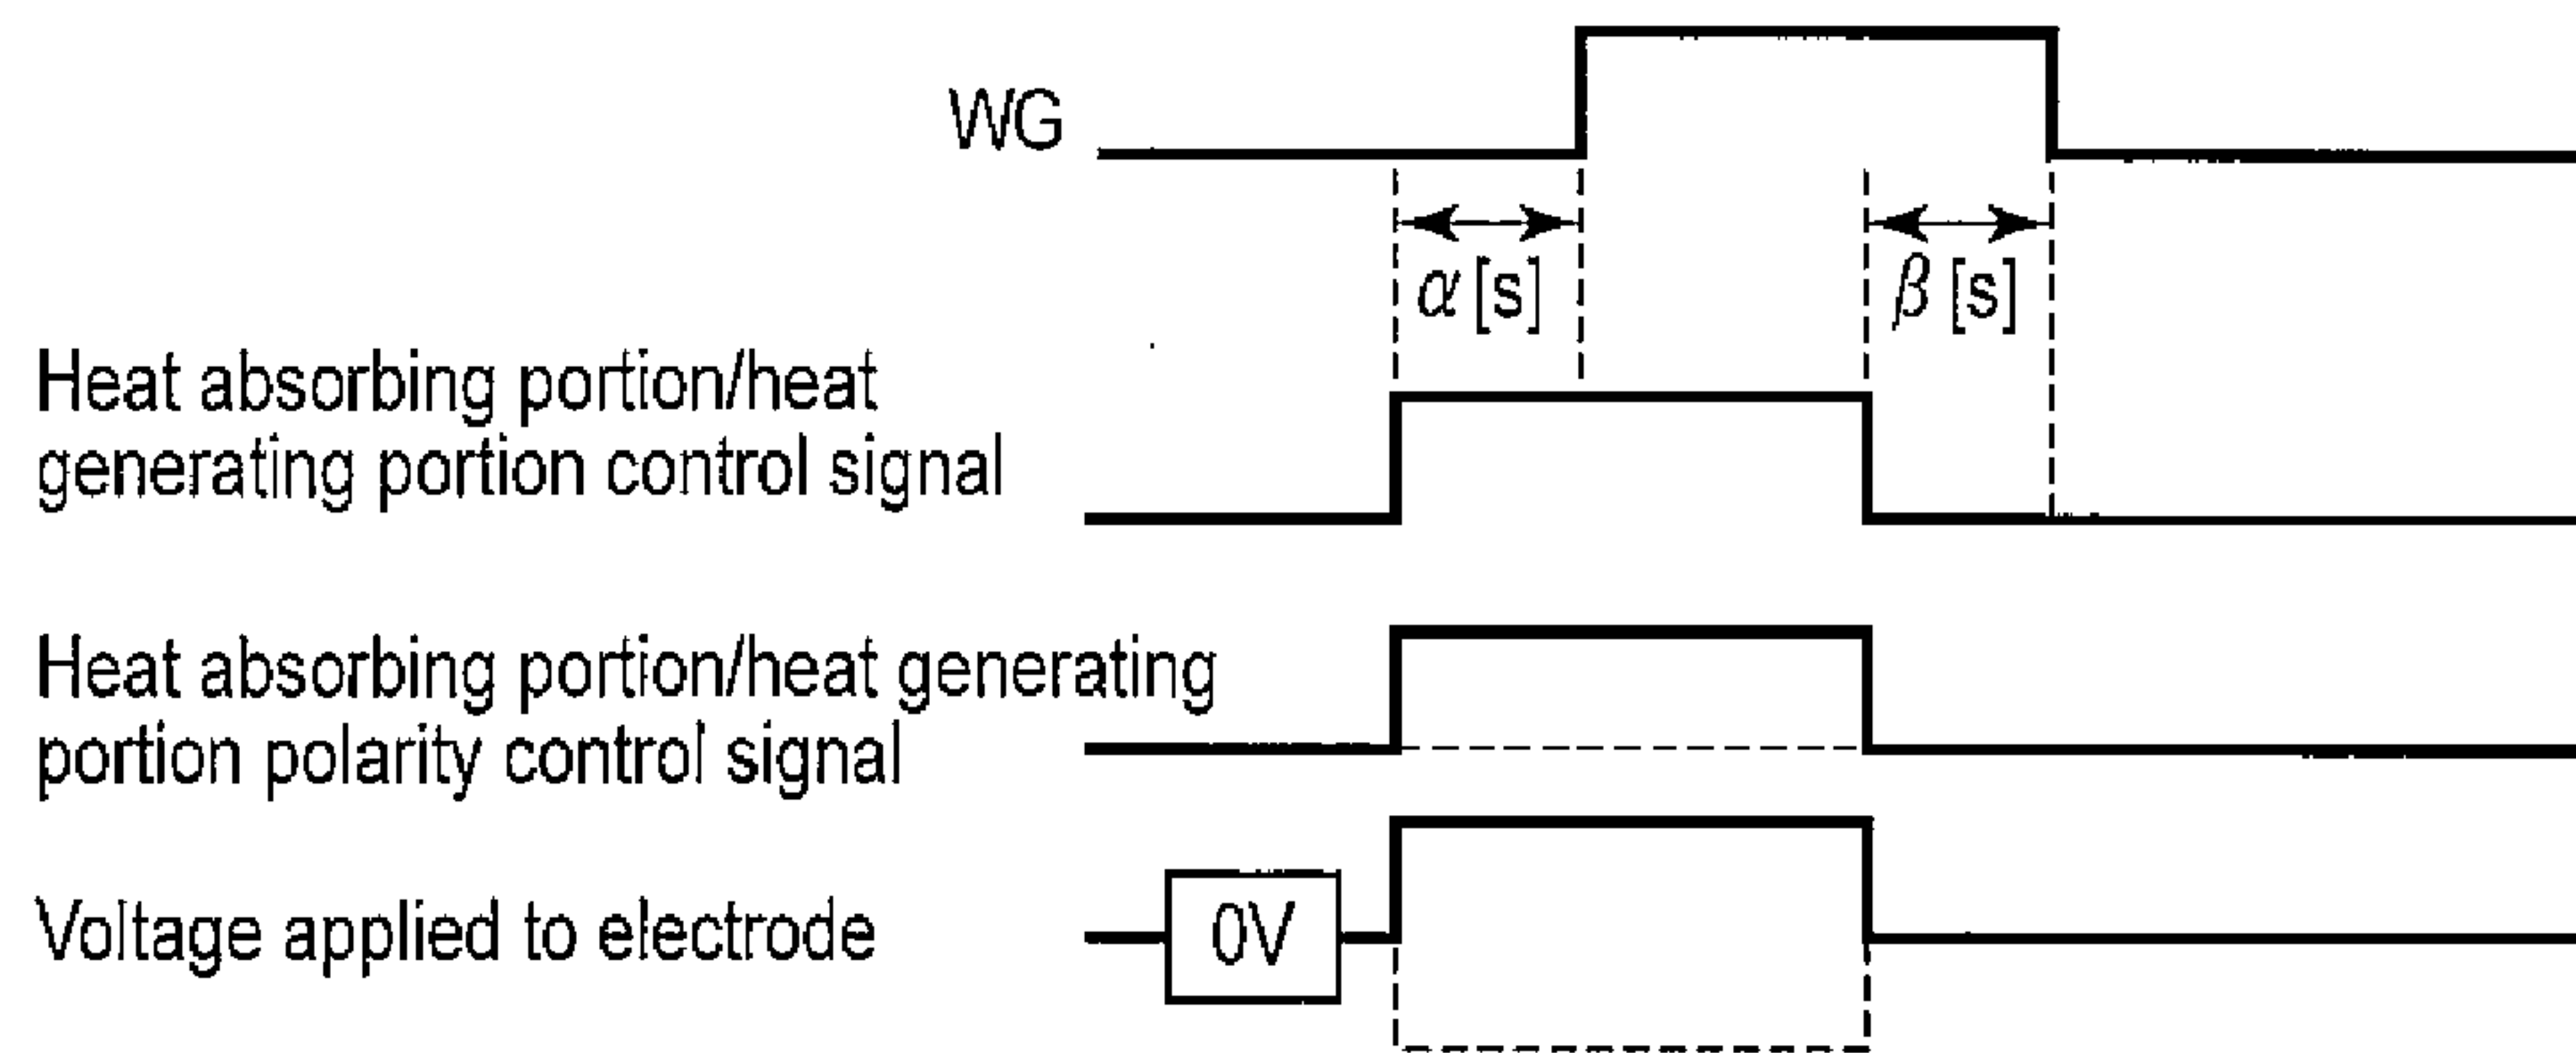 WG
α [s]
β [s]
Heat absorbing portion/heat
generating portion control signal
Heat absorbing portion/heat generating
portion polarity control signal
Voltage applied to electrode
0V